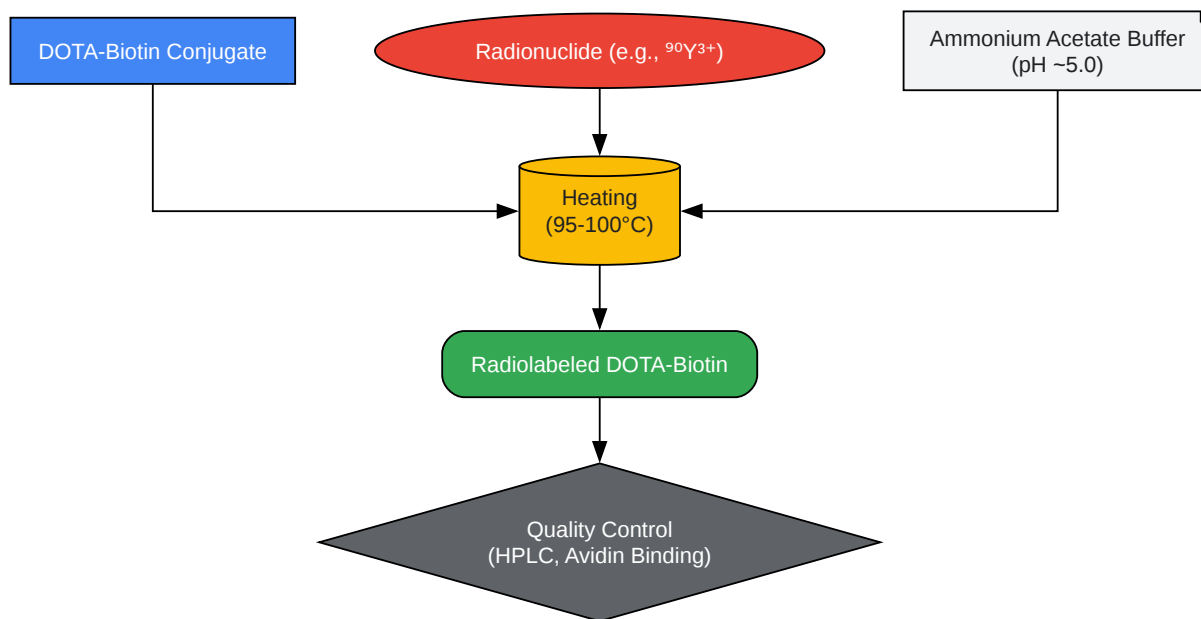 DOTA-Biotin Conjugate
Radionuclide (e.g., ⁹⁰Y³⁺)
Ammonium Acetate Buffer
(pH ~5.0)
Heating
(95-100°C)
Radiolabeled DOTA-Biotin
Quality Control
(HPLC, Avidin Binding)